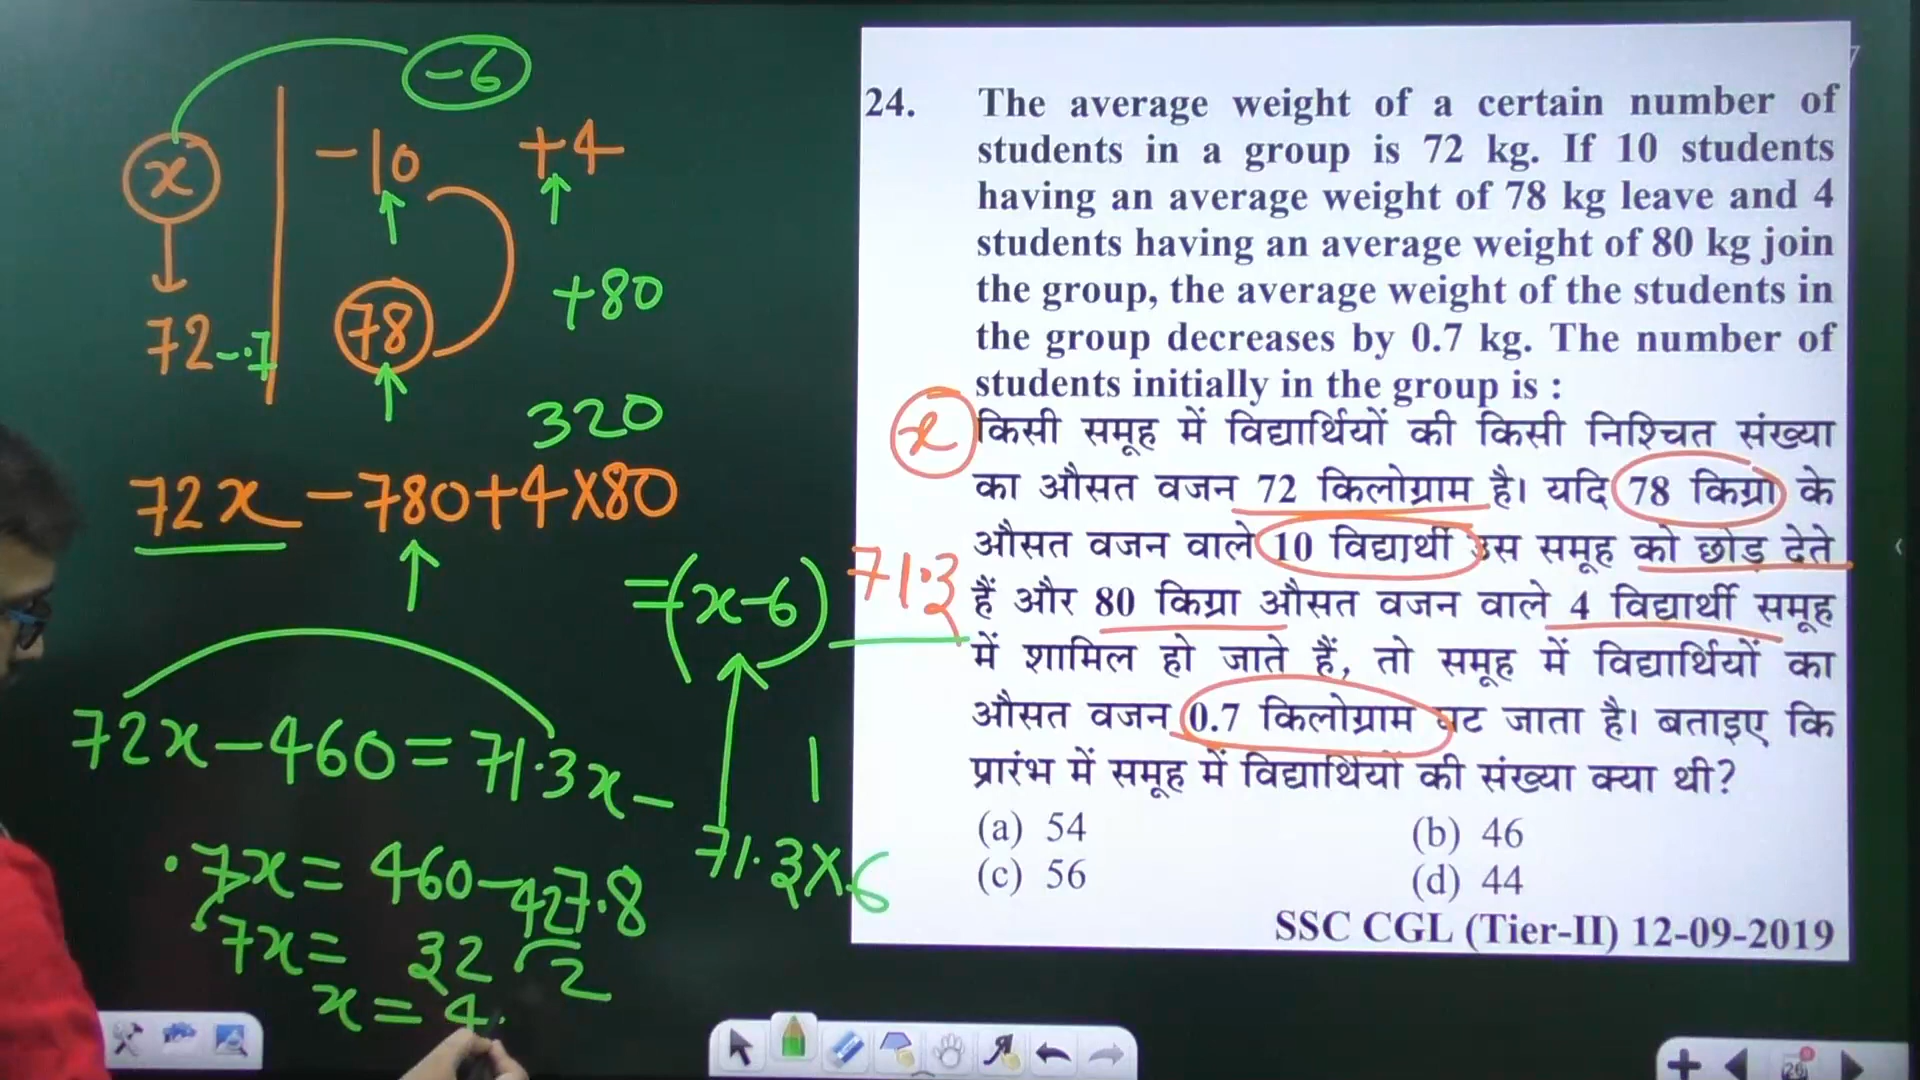 -6
x
-10
+4
72-.7
78
+80
320
72x -780+4x80
=(x-6) 71.3
72x-460=71.3x-
71.3x6
.7x= 460-427.8
7x= 322
x=4
24. The average weight of a certain number of
students in a group is 72 kg. If 10 students
having an average weight of 78 kg leave and 4
students having an average weight of 80 kg join
the group, the average weight of the students in
the group decreases by 0.7 kg. The number of
students initially in the group is :
x
किसी समूह में विद्यार्थियों की किसी निश्चित संख्या
का औसत वजन 72 किलोग्राम है। यदि 78 किग्रा के
औसत वजन वाले 10 विद्यार्थी उस समूह को छोड़ देते
हैं और 80 किग्रा औसत वजन वाले 4 विद्यार्थी समूह
में शामिल हो जाते हैं, तो समूह में विद्यार्थियों का
औसत वजन 0.7 किलोग्राम घट जाता है। बताइए कि
प्रारंभ में समूह में विद्यार्थियों की संख्या क्या थी?
(a) 54 (b) 46
(c) 56 (d) 44
SSC CGL (Tier-II) 12-09-2019